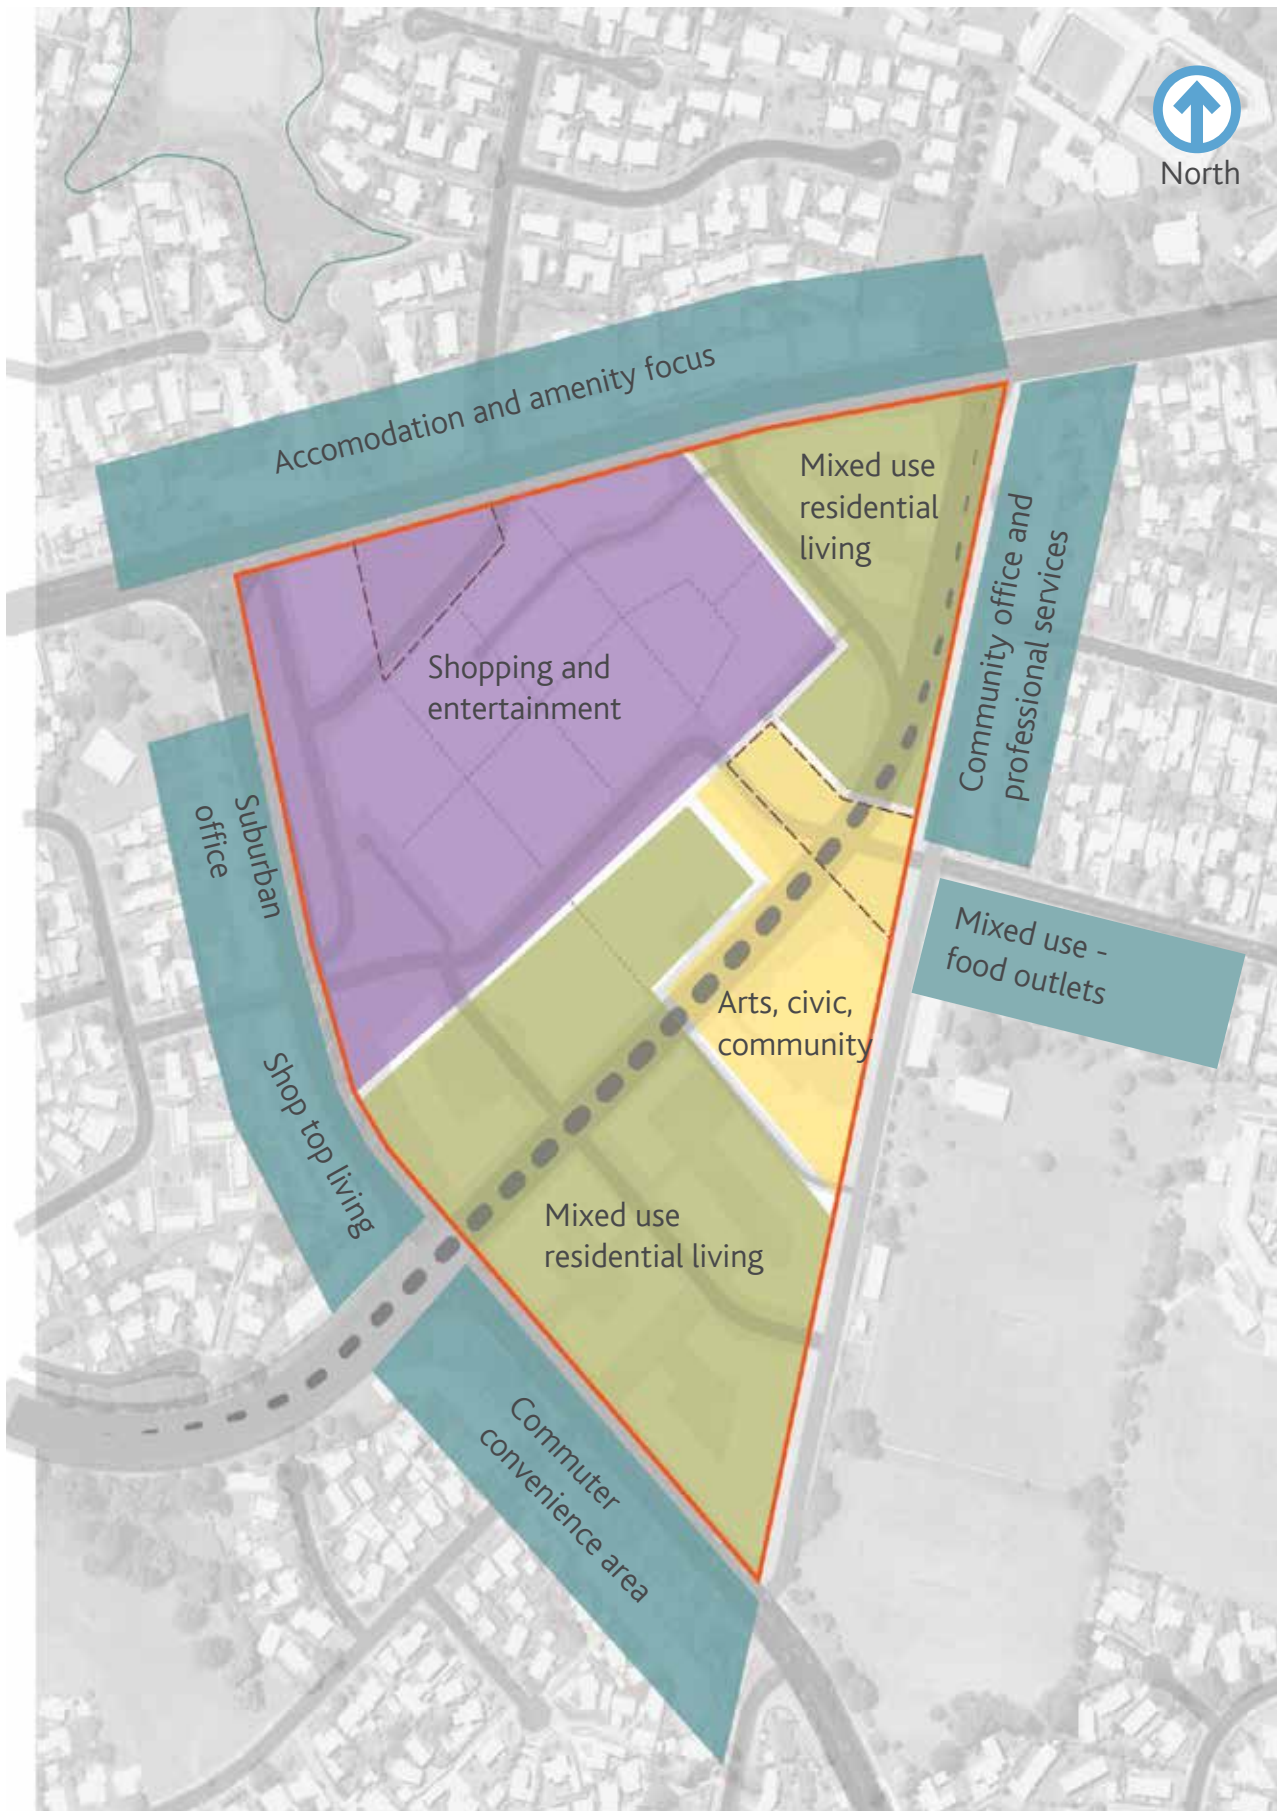 North
Accomodation and amenity focus
Mixed use
residential
living
Community office and
professional services
Shopping and
entertainment
Suburban
office
Mixed use -
food outlets
Arts, civic,
community
Shop top living
Mixed use
residential living
Commuter
convenience area